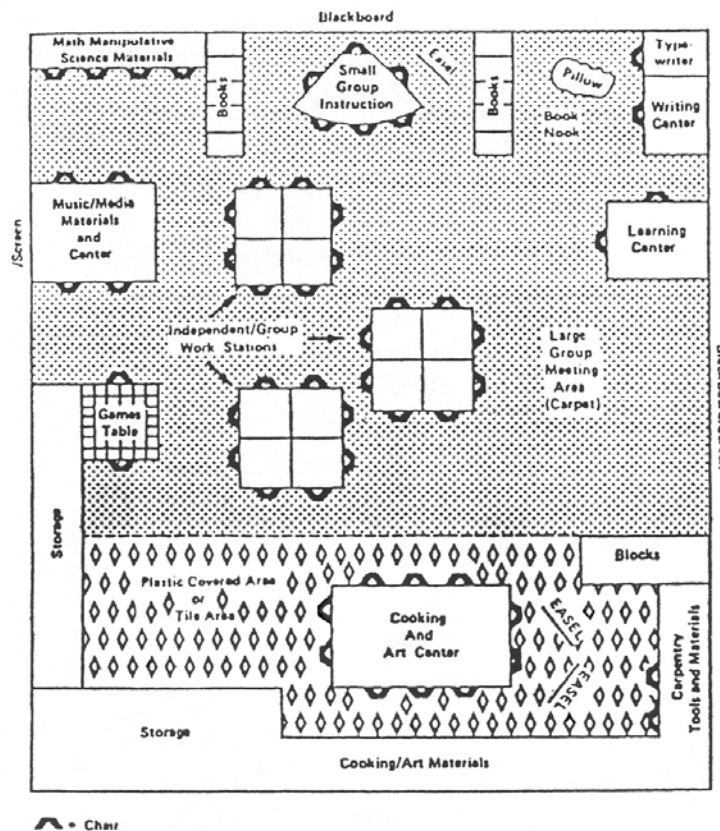 Blackboard
Math Manipulative
Science Materials
Books
Small
Group
Instruction
Easel
Books
Pillow
Book
Nook
Type-
writer
Writing
Center
Music/Media
Materials
and
Center
/Screen
Learning
Center
Independent/Group
Work Stations
Large
Group
Meeting
Area
(Carpet)
Games
Table
Storage
Plastic Covered Area
or
Tile Area
Blocks
Cooking
And
Art Center
EASEL
EASEL
Carpentry
Tools and Materials
Storage
Cooking/Art Materials
= Chair